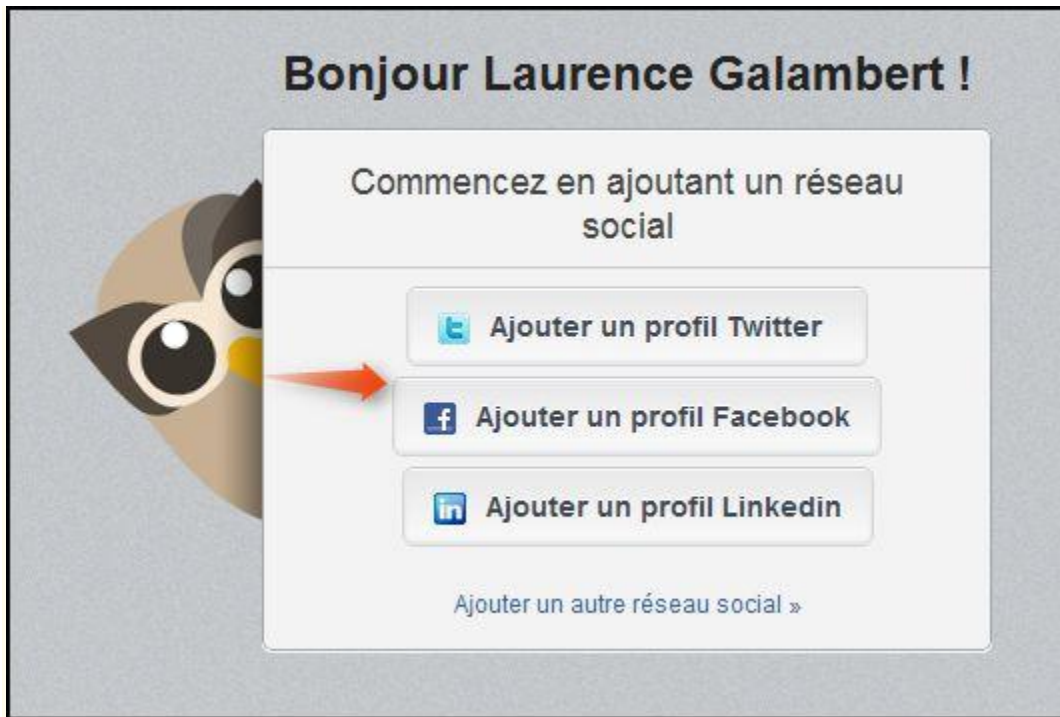 Bonjour Laurence Galambert !
Commencez en ajoutant un réseau
social
Ajouter un profil Twitter
Ajouter un profil Facebook
Ajouter un profil Linkedin
Ajouter un autre réseau social »